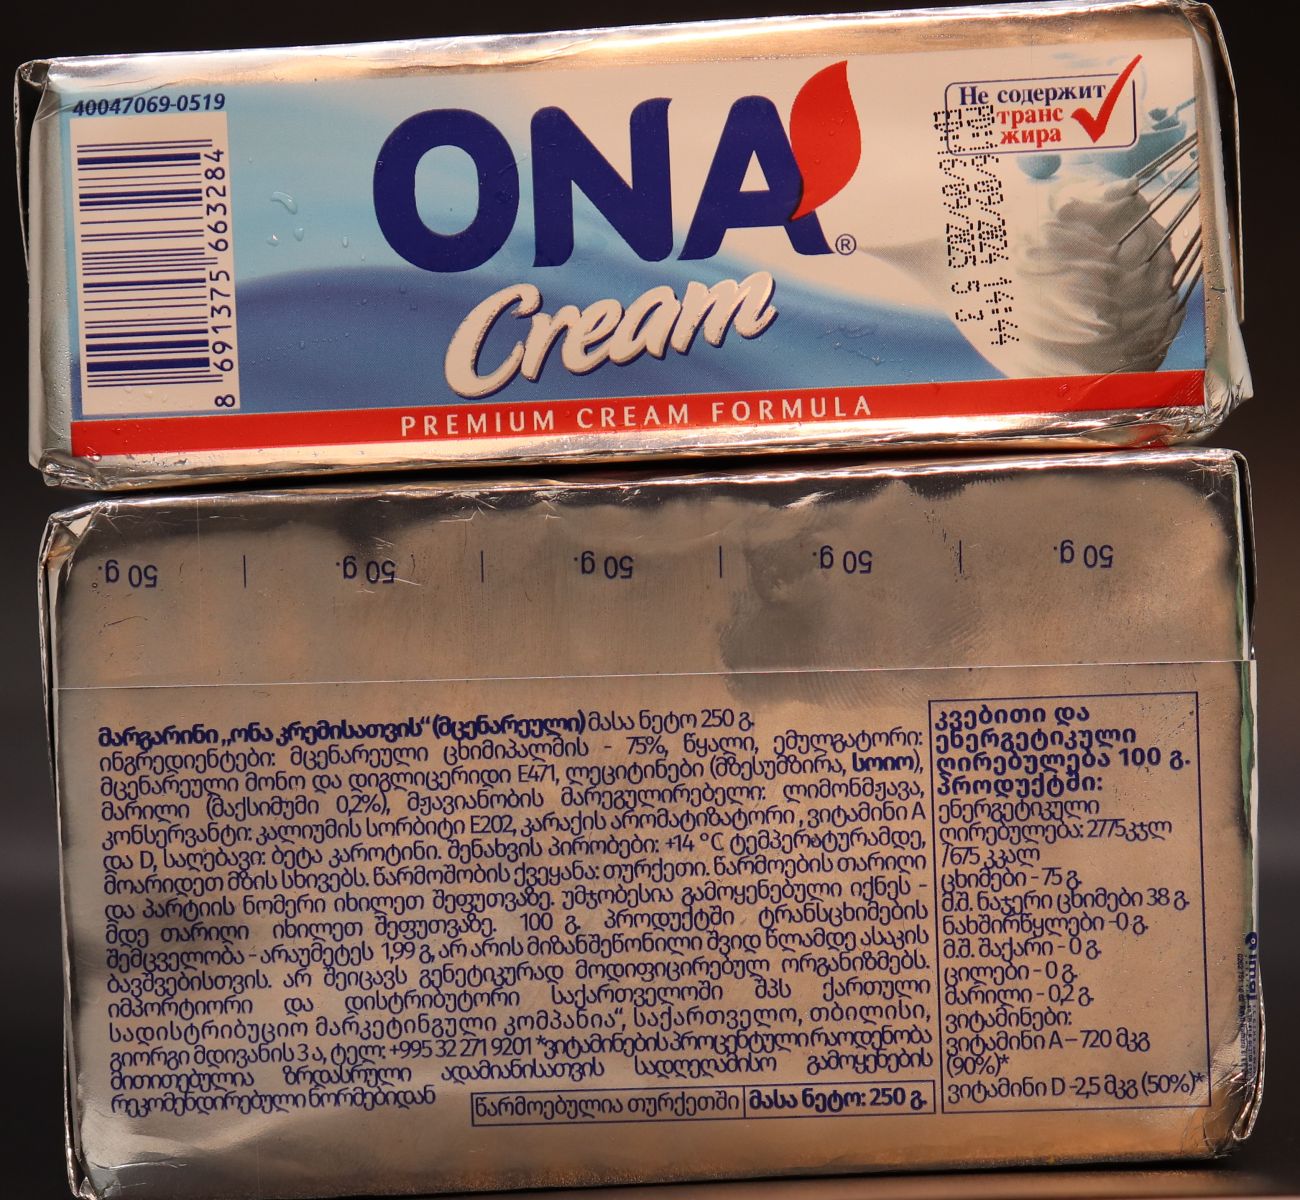 40047069-0519
8 691375 663284
ONA®
Cream
PREMIUM CREAM FORMULA
Не содержит
транс
жира
50 g.
50 g.
50 g.
50 g.
50 g.
მარგარინი „ონა კრემისათვის“ (მცენარეული) მასა ნეტო 250 გ.
ინგრედიენტები: მცენარეული ცხიმიპალმის - 75%, წყალი, ემულგატორი:
მცენარეული მონო და დიგლიცერიდი E471, ლეციტინები (მზესუმზირა, სოიო),
მარილი (მაქსიმუმი 0,2%), მჟავიანობის მარეგულირებელი: ლიმონმჟავა,
კონსერვანტი: კალიუმის სორბიტი E202, კარაქის არომატიზატორი, ვიტამინი A
და D, საღებავი: ბეტა კაროტინი. შენახვის პირობები: +14 °C ტემპერატურამდე,
მოარიდეთ მზის სხივებს. წარმოშობის ქვეყანა: თურქეთი. წარმოების თარიღი
და პარტიის ნომერი იხილეთ შეფუთვაზე. უმჯობესია გამოყენებული იქნეს -
მდე თარიღი იხილეთ შეფუთვაზე. 100 გ. პროდუქტში ტრანსცხიმების
შემცველობა - არაუმეტეს 1,99 გ, არ არის მიზანშეწონილი შვიდ წლამდე ასაკის
ბავშვებისთვის. არ შეიცავს გენეტიკურად მოდიფიცირებულ ორგანიზმებს.
იმპორტიორი და დისტრიბუტორი საქართველოში შპს ქართული
სადისტრიბუციო მარკეტინგული კომპანია“, საქართველო, თბილისი,
გიორგი მდივანის 3 ა, ტელ: +995 32 271 9201 *ვიტამინების პროცენტული რაოდენობა
მითითებულია ზრდასრული ადამიანისათვის სადღეღამისო გამოყენების
რეკომენდირებული ნორმებიდან
წარმოებულია თურქეთში
მასა ნეტო: 250 გ.
კვებითი და
ენერგეტიკული
ღირებულება 100 გ.
პროდუქტში:
ენერგეტიკული
ღირებულება: 2775კჯლ
/675 კკალ
ცხიმები - 75 გ.
მ.შ. ნაჯერი ცხიმები 38 გ.
ნახშირწყლები -0 გ.
მ.შ. შაქარი - 0 გ.
ცილები - 0 გ.
მარილი - 0,2 გ.
ვიტამინები:
ვიტამინი A – 720 მკგ
(90%)*
ვიტამინი D -2,5 მკგ (50%)*